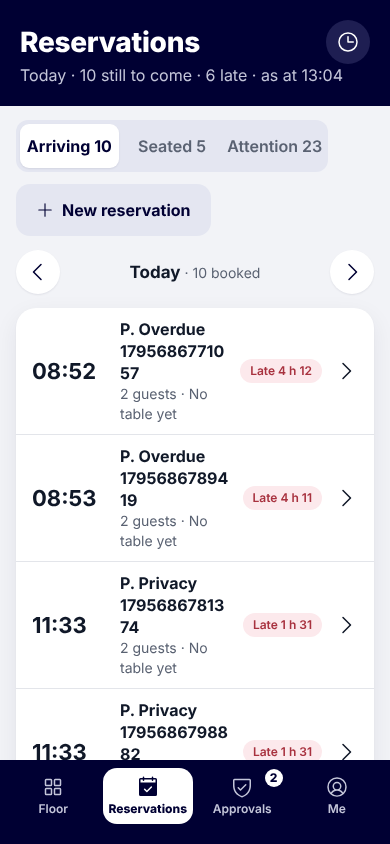 Reservations
Today · 10 still to come · 6 late · as at 13:04
Arriving 10
Seated 5
Attention 23
New reservation
Today · 10 booked
08:52
P. Overdue
17956867710
57
2 guests · No
table yet
Late 4 h 12
08:53
P. Overdue
17956867894
19
2 guests · No
table yet
Late 4 h 11
11:33
P. Privacy
17956867813
74
2 guests · No
table yet
Late 1 h 31
11:33
P. Privacy
17956867988
82
Late 1 h 31
Floor
Reservations
2
Approvals
Me